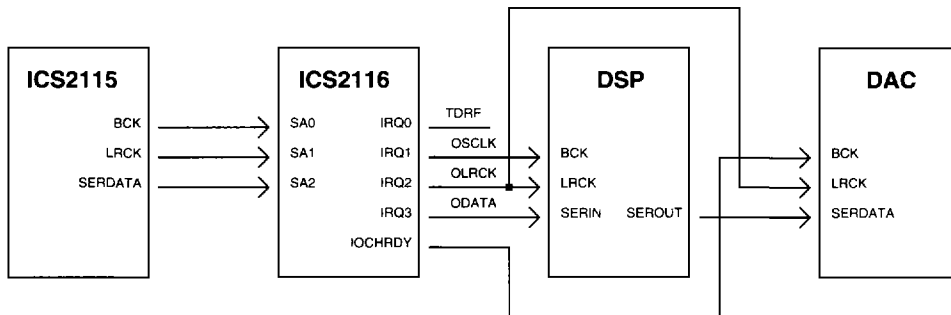 ICS2115
BCK
LRCK
SERDATA
ICS2116
SA0
SA1
SA2
IRQ0
IRQ1
IRQ2
IRQ3
IOCHRDY
TDRF
OSCLK
OLRCK
ODATA
DSP
BCK
LRCK
SERIN
SEROUT
DAC
BCK
LRCK
SERDATA